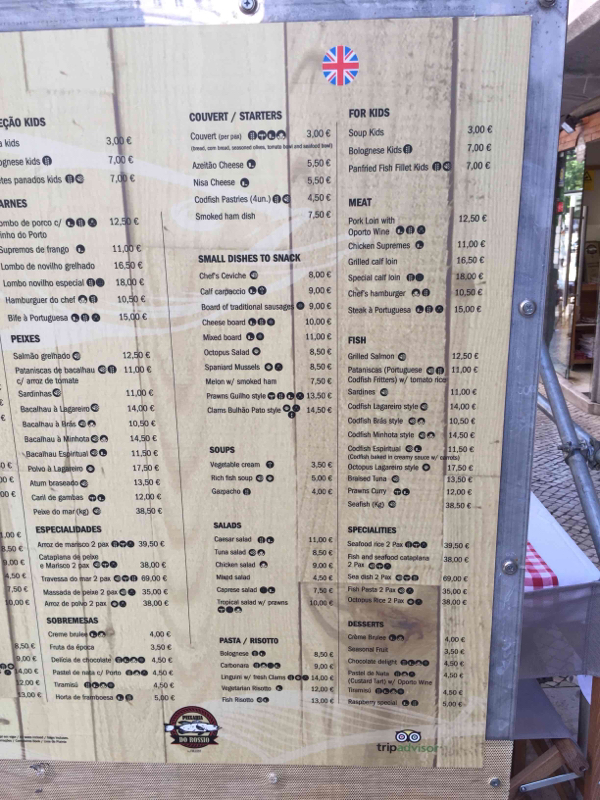 EÇÃO KIDS
kids 3,00 €
ognese kids 7,00 €
etes panados kids 7,00 €
ARNES
ombo de porco c/ 12,50 €
inho do Porto
Supremos de frango 11,00 €
Lombo de novilho grelhado 16,50 €
Lombo novilho especial 18,00 €
Hamburguer do chef 10,50 €
Bife à Portuguesa 15,00 €
PEIXES
Salmão grelhado 12,50 €
Pataniscas de bacalhau 11,00 €
c/ arroz de tomate
Sardinhas 11,00 €
Bacalhau à Lagareiro 14,00 €
Bacalhau à Brás 10,50 €
Bacalhau à Minhota 14,50 €
Bacalhau Espiritual 11,50 €
Polvo à Lagareiro 17,50 €
Atum braseado 13,50 €
Caril de gambas 12,00 €
Peixe do mar (kg) 38,50 €
ESPECIALIDADES
Arroz de marisco 2 pax 39,50 €
Cataplana de peixe
e Marisco 2 pax 38,00 €
Travessa do mar 2 pax 69,00 €
Massada de peixe 2 pax 35,00 €
Arroz de polvo 2 pax 38,00 €
SOBREMESAS
Creme brulee 4,00 €
Fruta da época 3,50 €
Delícia de chocolate 4,50 €
Pastel de nata c/ Porto 4,50 €
Tiramisú 4,50 €
Horta de framboesa 5,00 €
COUVERT / STARTERS
Couvert (per pax) 3,00 €
(bread, corn bread, seasoned olives, tomato bowl and seafood bowl)
Azeitão Cheese 5,50 €
Nisa Cheese 5,50 €
Codfish Pastries (4un.) 4,50 €
Smoked ham dish 7,50 €
SMALL DISHES TO SNACK
Chef's Ceviche 8,00 €
Calf carpaccio 9,00 €
Board of traditional sausages 9,00 €
Cheese board 10,00 €
Mixed board 11,00 €
Octopus Salad 8,50 €
Spaniard Mussels 8,50 €
Melon w/ smoked ham 7,50 €
Prawns Guilho style 13,50 €
Clams Bulhão Pato style 14,50 €
SOUPS
Vegetable cream 3,50 €
Rich fish soup 5,00 €
Gazpacho 4,00 €
SALADS
Caesar salad 11,00 €
Tuna salad 8,50 €
Chicken salad 9,00 €
Mixed salad 4,50 €
Caprese salad 7,50 €
Tropical salad w/ prawns 10,00 €
PASTA / RISOTTO
Bolognese 8,50 €
Carbonara 9,00 €
Linguini w/ fresh Clams 14,00 €
Vegetarian Risotto 12,00 €
Fish Risotto 13,00 €
FOR KIDS
Soup Kids 3,00 €
Bolognese Kids 7,00 €
Panfried Fish Fillet Kids 7,00 €
MEAT
Pork Loin with 12,50 €
Oporto Wine
Chicken Supremes 11,00 €
Grilled calf loin 16,50 €
Special calf loin 18,00 €
Chef's hamburger 10,50 €
Steak à Portuguesa 15,00 €
FISH
Grilled Salmon 12,50 €
Pataniscas (Portuguese 11,00 €
Codfish Fritters) w/ tomato rice
Sardines 11,00 €
Codfish Lagareiro style 14,00 €
Codfish Brás style 10,50 €
Codfish Minhota style 14,50 €
Codfish Espiritual 11,50 €
(Codfish baked in creamy sauce w/ carrots)
Octopus Lagareiro style 17,50 €
Braised Tuna 13,50 €
Prawns Curry 12,00 €
Seafish (Kg) 38,50 €
SPECIALITIES
Seafood rice 2 Pax 39,50 €
Fish and seafood cataplana 38,00 €
2 Pax
Sea dish 2 Pax 69,00 €
Fish Pasta 2 Pax 35,00 €
Octopus Rice 2 Pax 38,00 €
DESSERTS
Crème Brulee 4,00 €
Seasonal Fruit 3,50 €
Chocolate delight 4,50 €
Pastel de Nata 4,50 €
(Custard Tart) w/ Oporto Wine
Tiramisú 4,50 €
Raspberry special 5,00 €
PIZZARIA
DO ROSSIO
tripadvisor